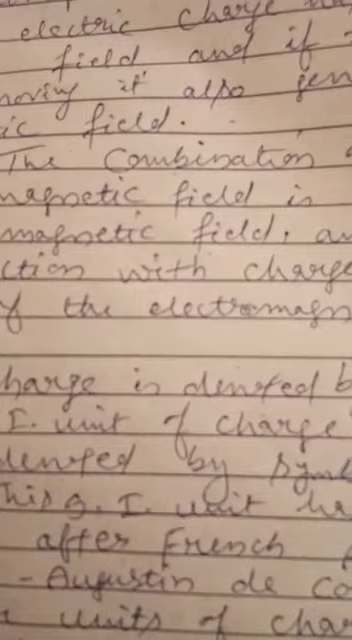 electric charge ha
field and if
moving it also gen
ic field.
The Combination
magnetic field is
magnetic field, an
ction with charge
f the electromagn
harge is denoted b
I. unit of charge
denoted by symb
This S. I. unit ha
after French
- Augustin de Co
units of char